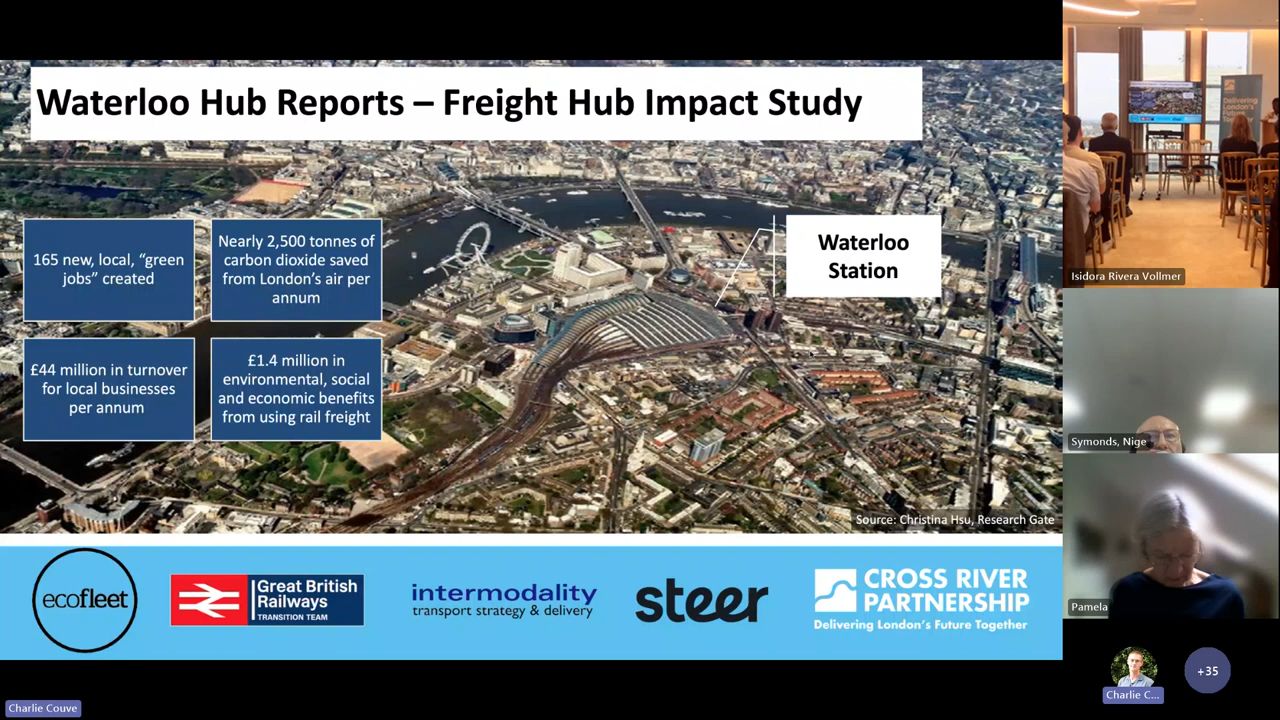 Waterloo Hub Reports – Freight Hub Impact Study
165 new, local, “green
jobs” created
Nearly 2,500 tonnes of
carbon dioxide saved
from London’s air per
annum
£44 million in turnover
for local businesses
per annum
£1.4 million in
environmental, social
and economic benefits
from using rail freight
Waterloo
Station
Source: Christina Hsu, Research Gate
ecofleet
Great British
Railways
TRANSITION TEAM
intermodality
transport strategy & delivery
steer
CROSS RIVER
PARTNERSHIP
Delivering London’s Future Together
Delivering
London's
Future
Isidora Rivera Vollmer
Symonds, Nige
Pamela
Charlie C...
+35
Charlie Couve